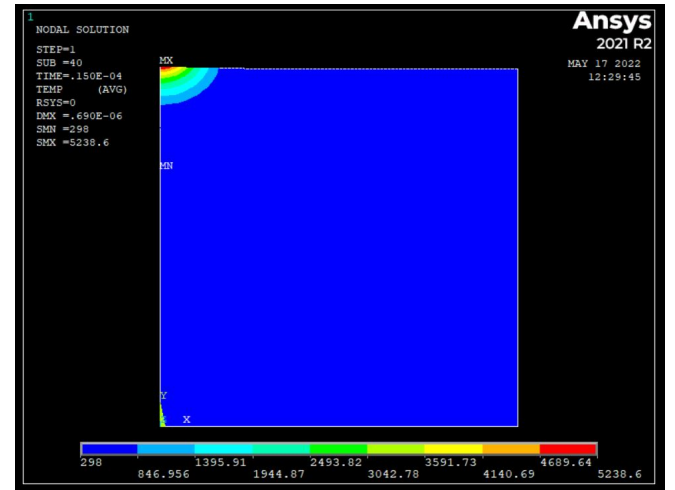 1
NODAL SOLUTION
STEP=1
SUB =40
TIME=.150E-04
TEMP (AVG)
RSYS=0
DMX =.690E-06
SMN =298
SMX =5238.6
Ansys
2021 R2
MAY 17 2022
12:29:45
MX
MN
Y
X
298 1395.91 2493.82 3591.73 4689.64
846.956 1944.87 3042.78 4140.69 5238.6